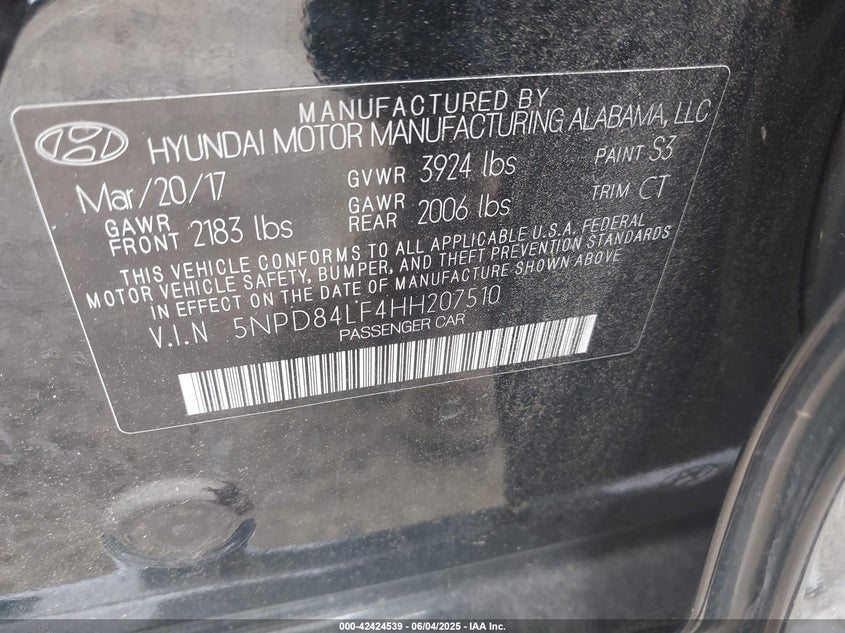 MANUFACTURED BY
HYUNDAI MOTOR MANUFACTURING ALABAMA, LLC
Mar/20/17 GVWR 3924 lbs PAINT S3
GAWR FRONT 2183 lbs GAWR REAR 2006 lbs TRIM CT
THIS VEHICLE CONFORMS TO ALL APPLICABLE U.S.A. FEDERAL
MOTOR VEHICLE SAFETY, BUMPER, AND THEFT PREVENTION STANDARDS
IN EFFECT ON THE DATE OF MANUFACTURE SHOWN ABOVE
V.I.N 5NPD84LF4HH207510
PASSENGER CAR
000-42424539 - 06/04/2025 - IAA Inc.